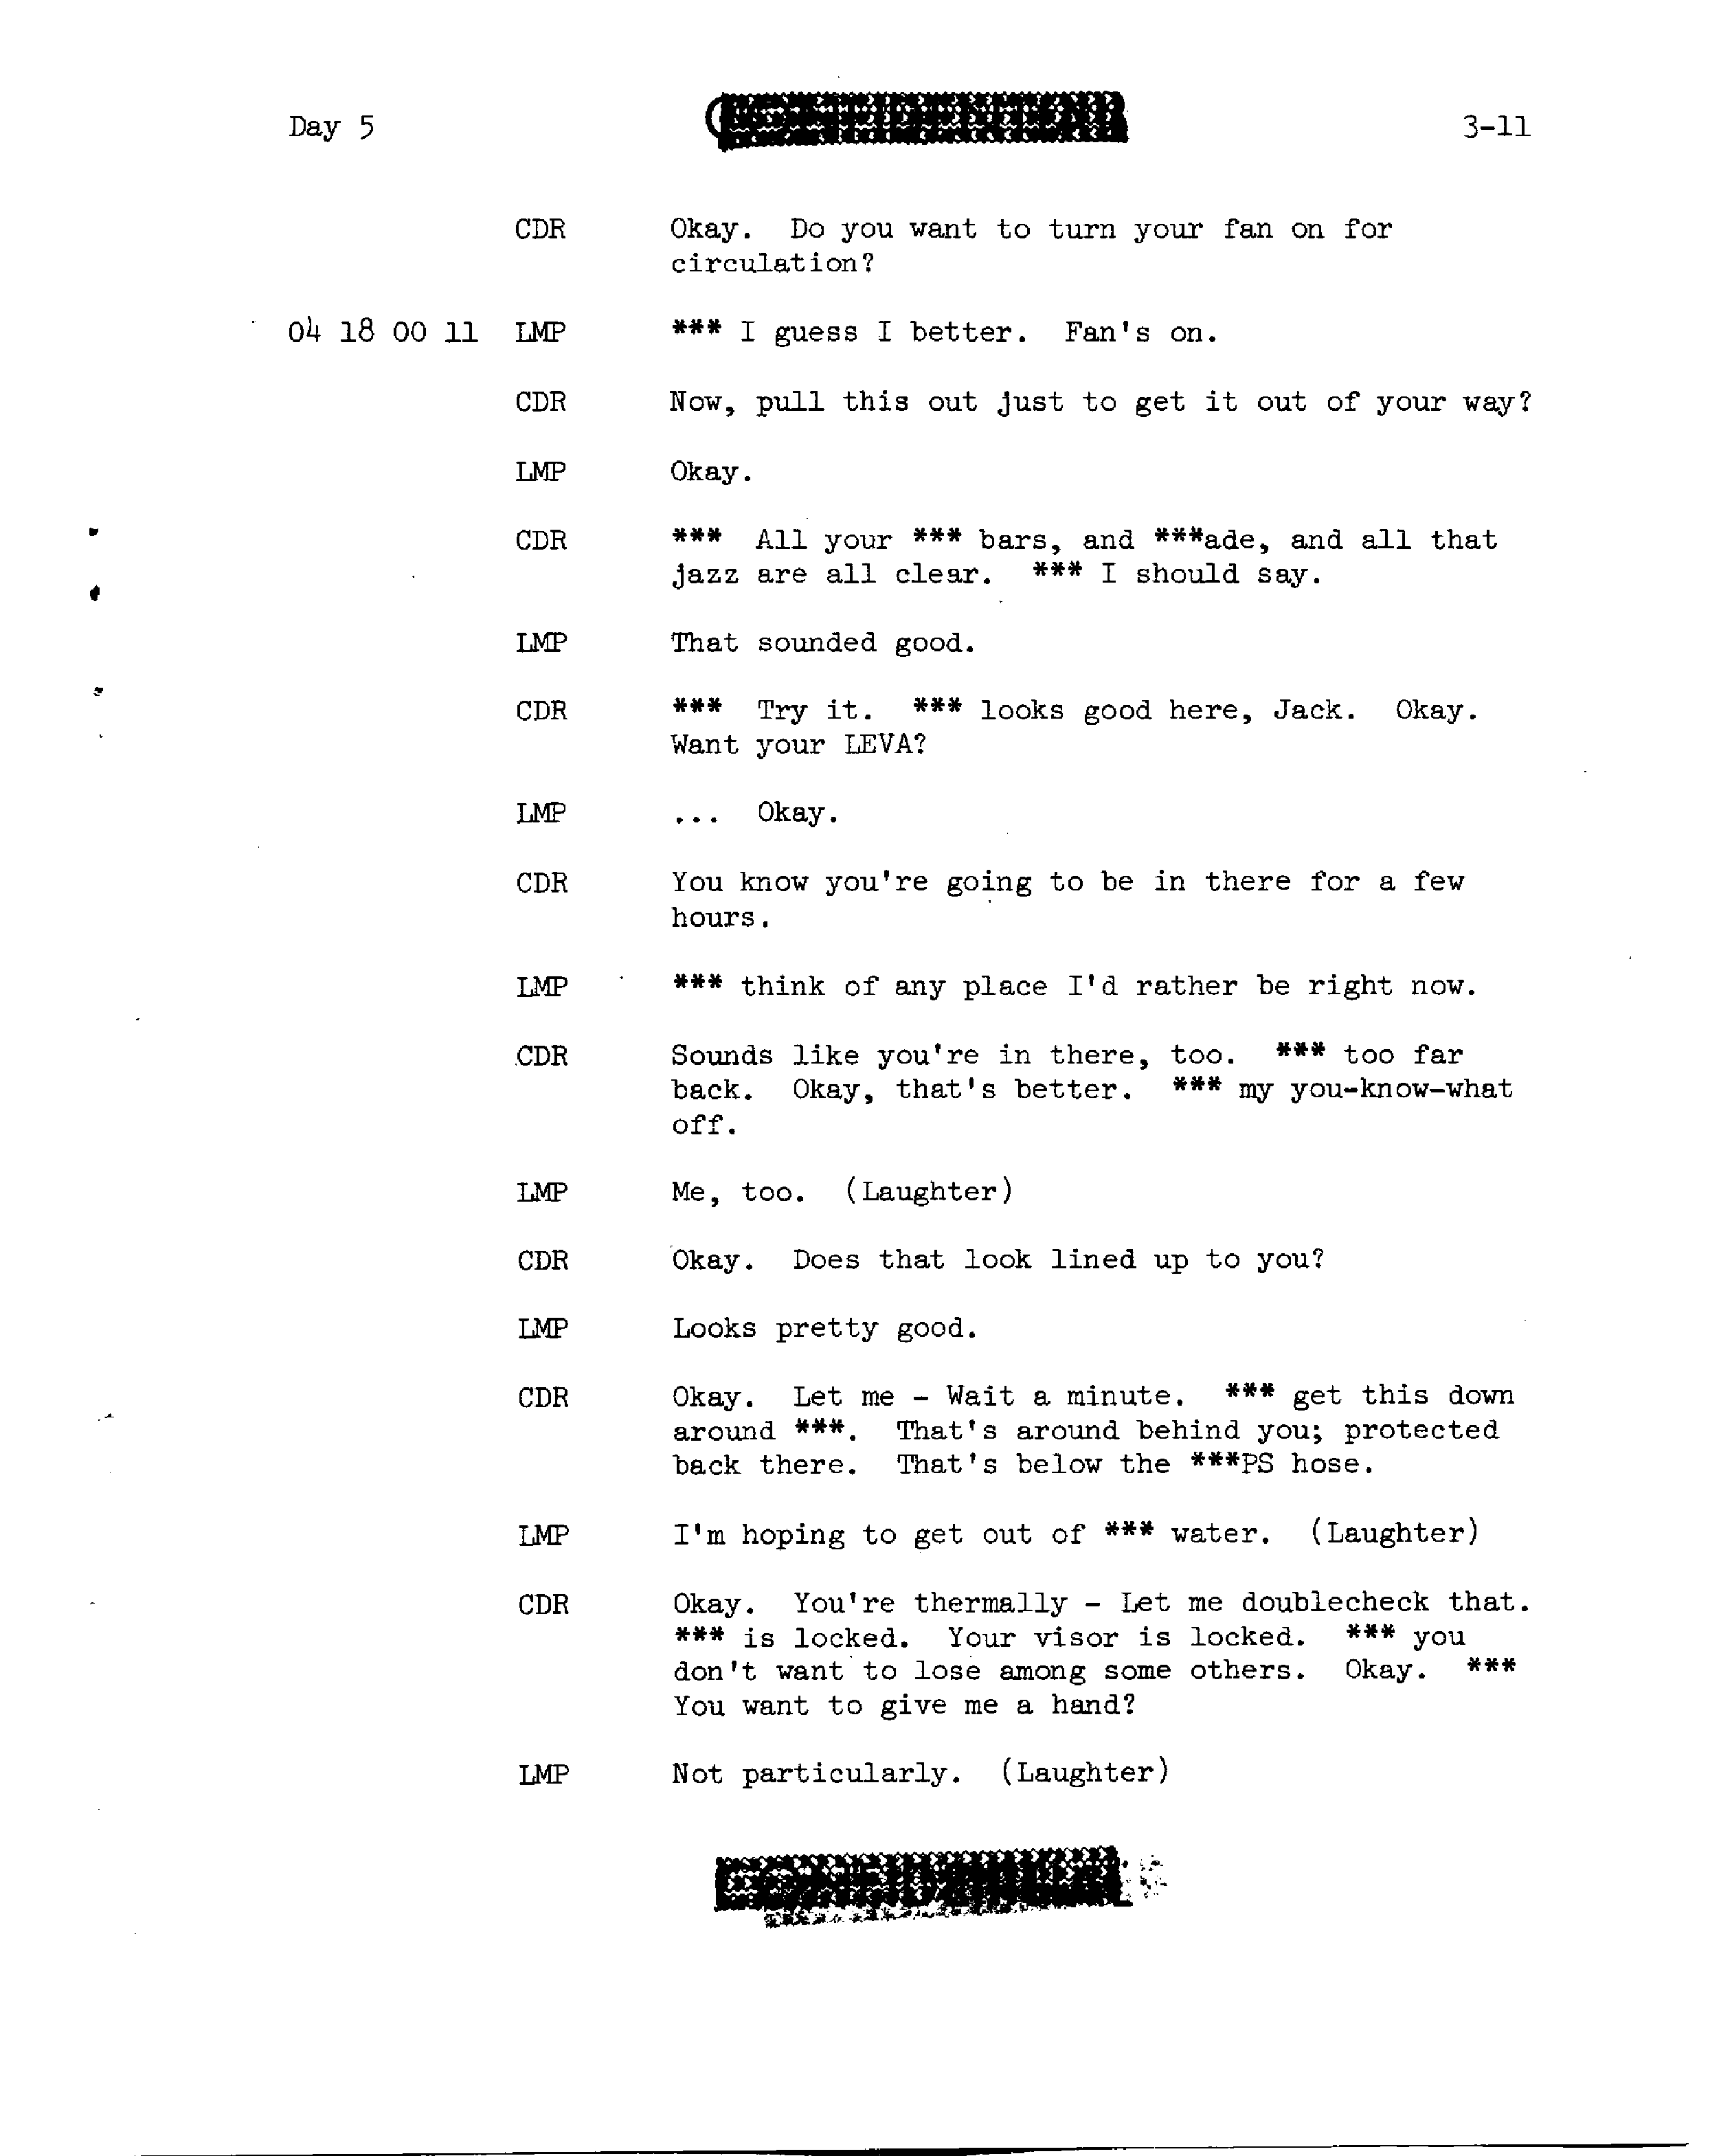 Day 5 3-11
CDR Okay. Do you want to turn your fan on for
circulation?
04 18 00 11 LMP *** I guess I better. Fan's on.
CDR Now, pull this out just to get it out of your way?
LMP Okay.
CDR *** All your *** bars, and ***ade, and all that
jazz are all clear. *** I should say.
LMP That sounded good.
CDR *** Try it. *** looks good here, Jack. Okay.
Want your LEVA?
LMP ... Okay.
CDR You know you're going to be in there for a few
hours.
LMP *** think of any place I'd rather be right now.
CDR Sounds like you're in there, too. *** too far
back. Okay, that's better. *** my you-know-what
off.
LMP Me, too. (Laughter)
CDR Okay. Does that look lined up to you?
LMP Looks pretty good.
CDR Okay. Let me - Wait a minute. *** get this down
around ***. That's around behind you; protected
back there. That's below the ***PS hose.
LMP I'm hoping to get out of *** water. (Laughter)
CDR Okay. You're thermally - Let me doublecheck that.
*** is locked. Your visor is locked. *** you
don't want to lose among some others. Okay. ***
You want to give me a hand?
LMP Not particularly. (Laughter)